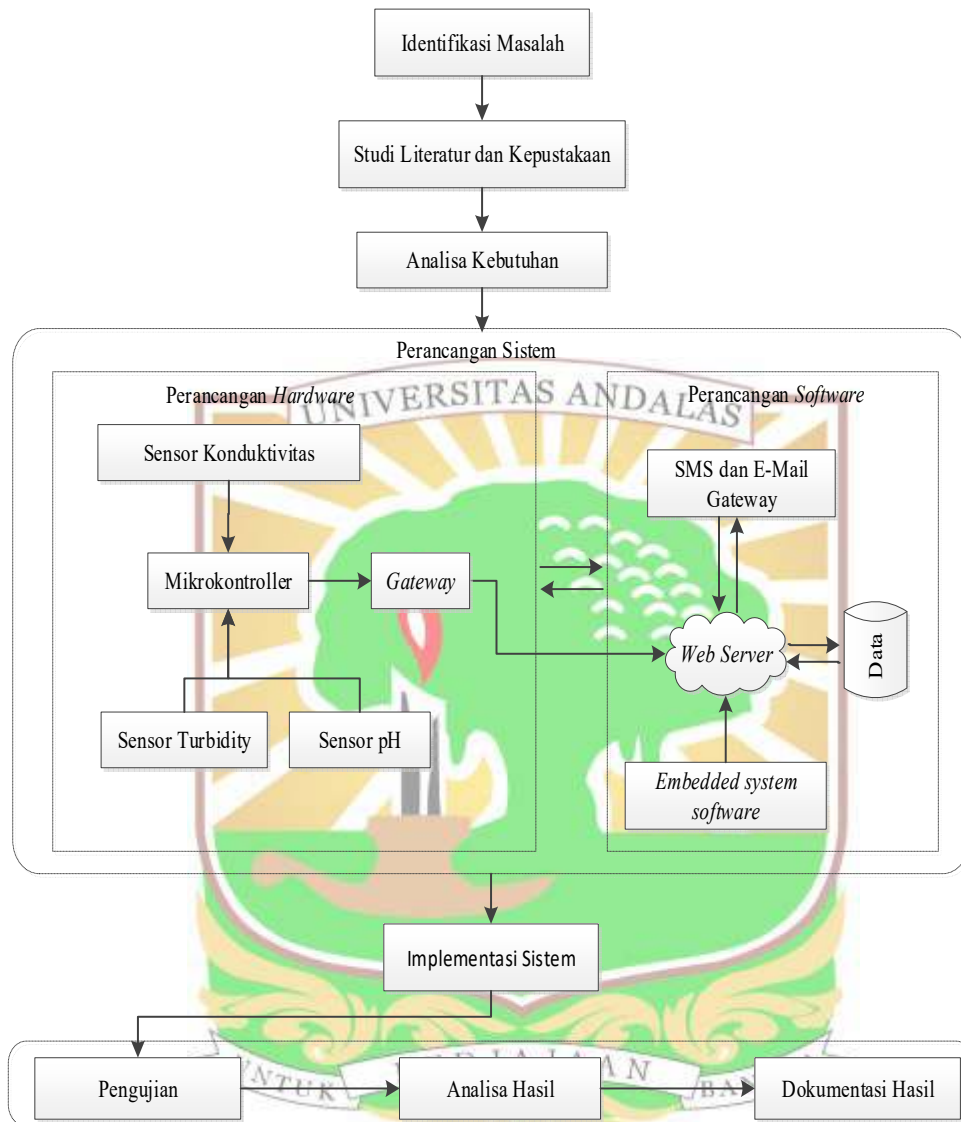 Identifikasi Masalah
Studi Literatur dan Kepustakaan
Analisa Kebutuhan
Perancangan Sistem
Perancangan Hardware
UNIVERSITAS ANDALAS
Sensor Konduktivitas
Mikrokontroller
Gateway
Sensor Turbidity
Sensor pH
Perancangan Software
SMS dan E-Mail
Gateway
Web Server
Data
Embedded system
software
Implementasi Sistem
UNTUK
Pengujian
Analisa Hasil
Dokumentasi Hasil